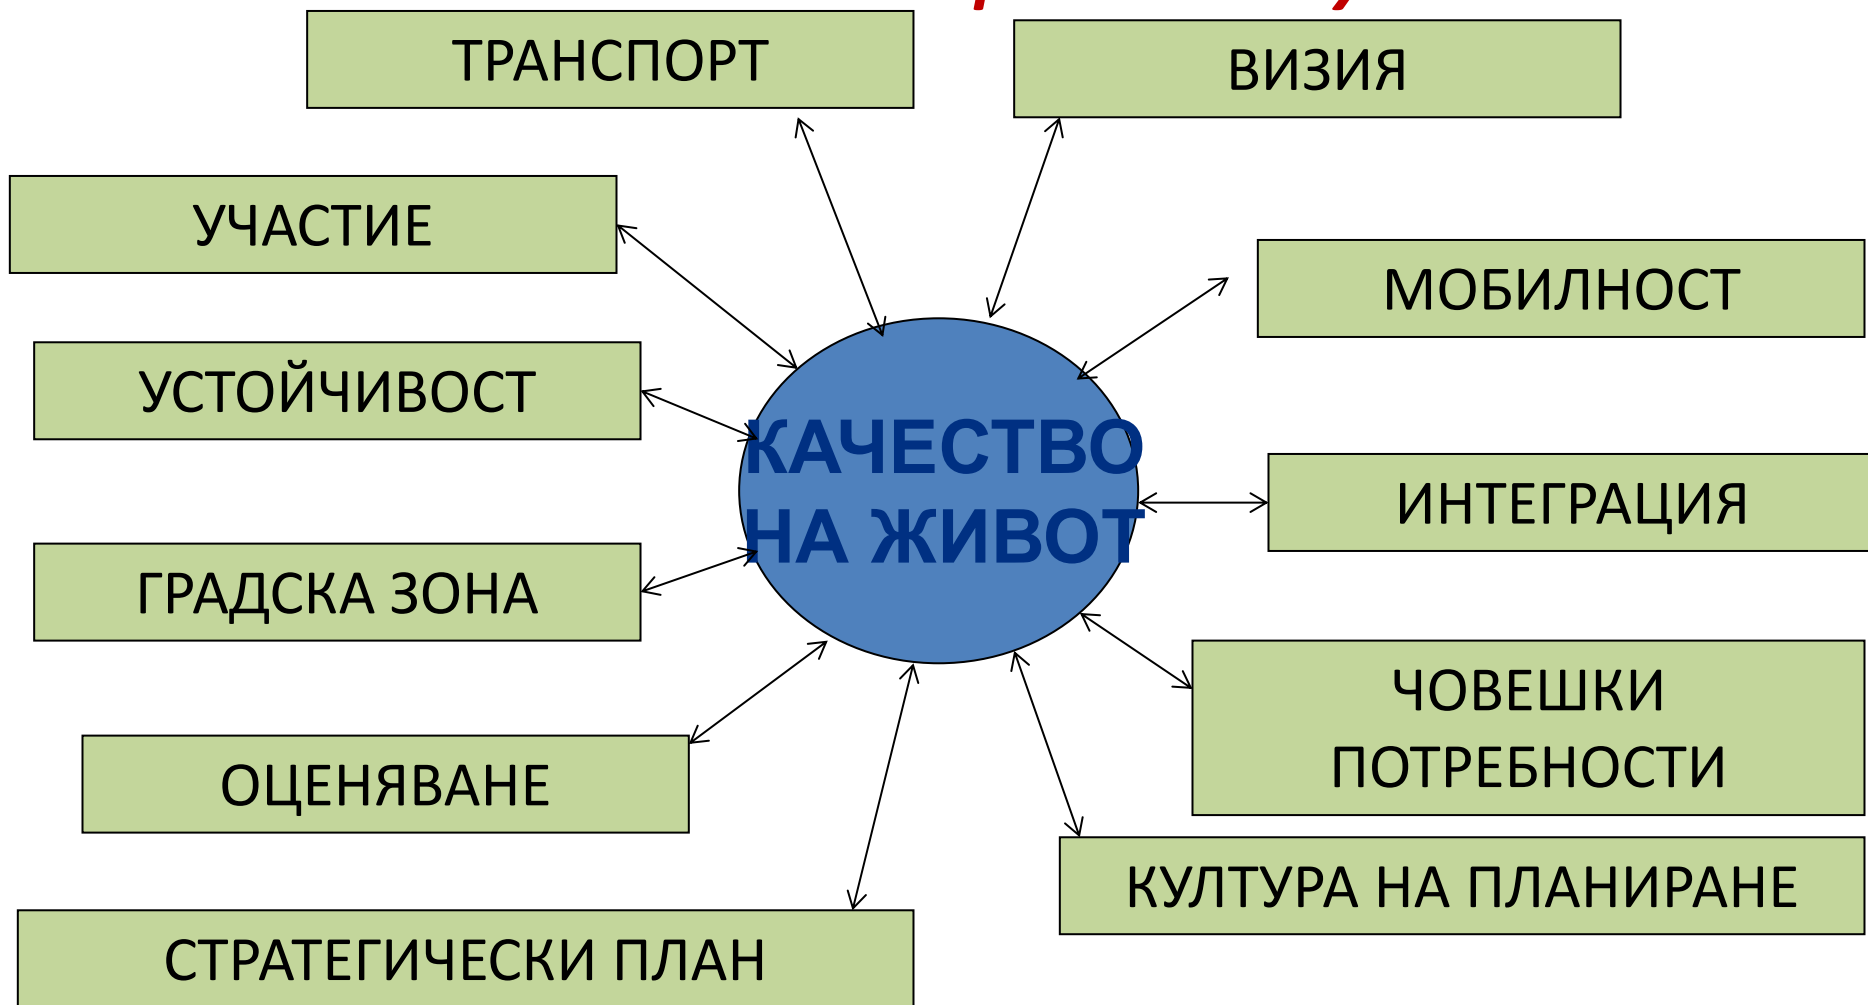 ТРАНСПОРТ
ВИЗИЯ
УЧАСТИЕ
МОБИЛНОСТ
УСТОЙЧИВОСТ
КАЧЕСТВО
НА ЖИВОТ
ИНТЕГРАЦИЯ
ГРАДСКА ЗОНА
ЧОВЕШКИ
ПОТРЕБНОСТИ
ОЦЕНЯВАНЕ
КУЛТУРА НА ПЛАНИРАНЕ
СТРАТЕГИЧЕСКИ ПЛАН